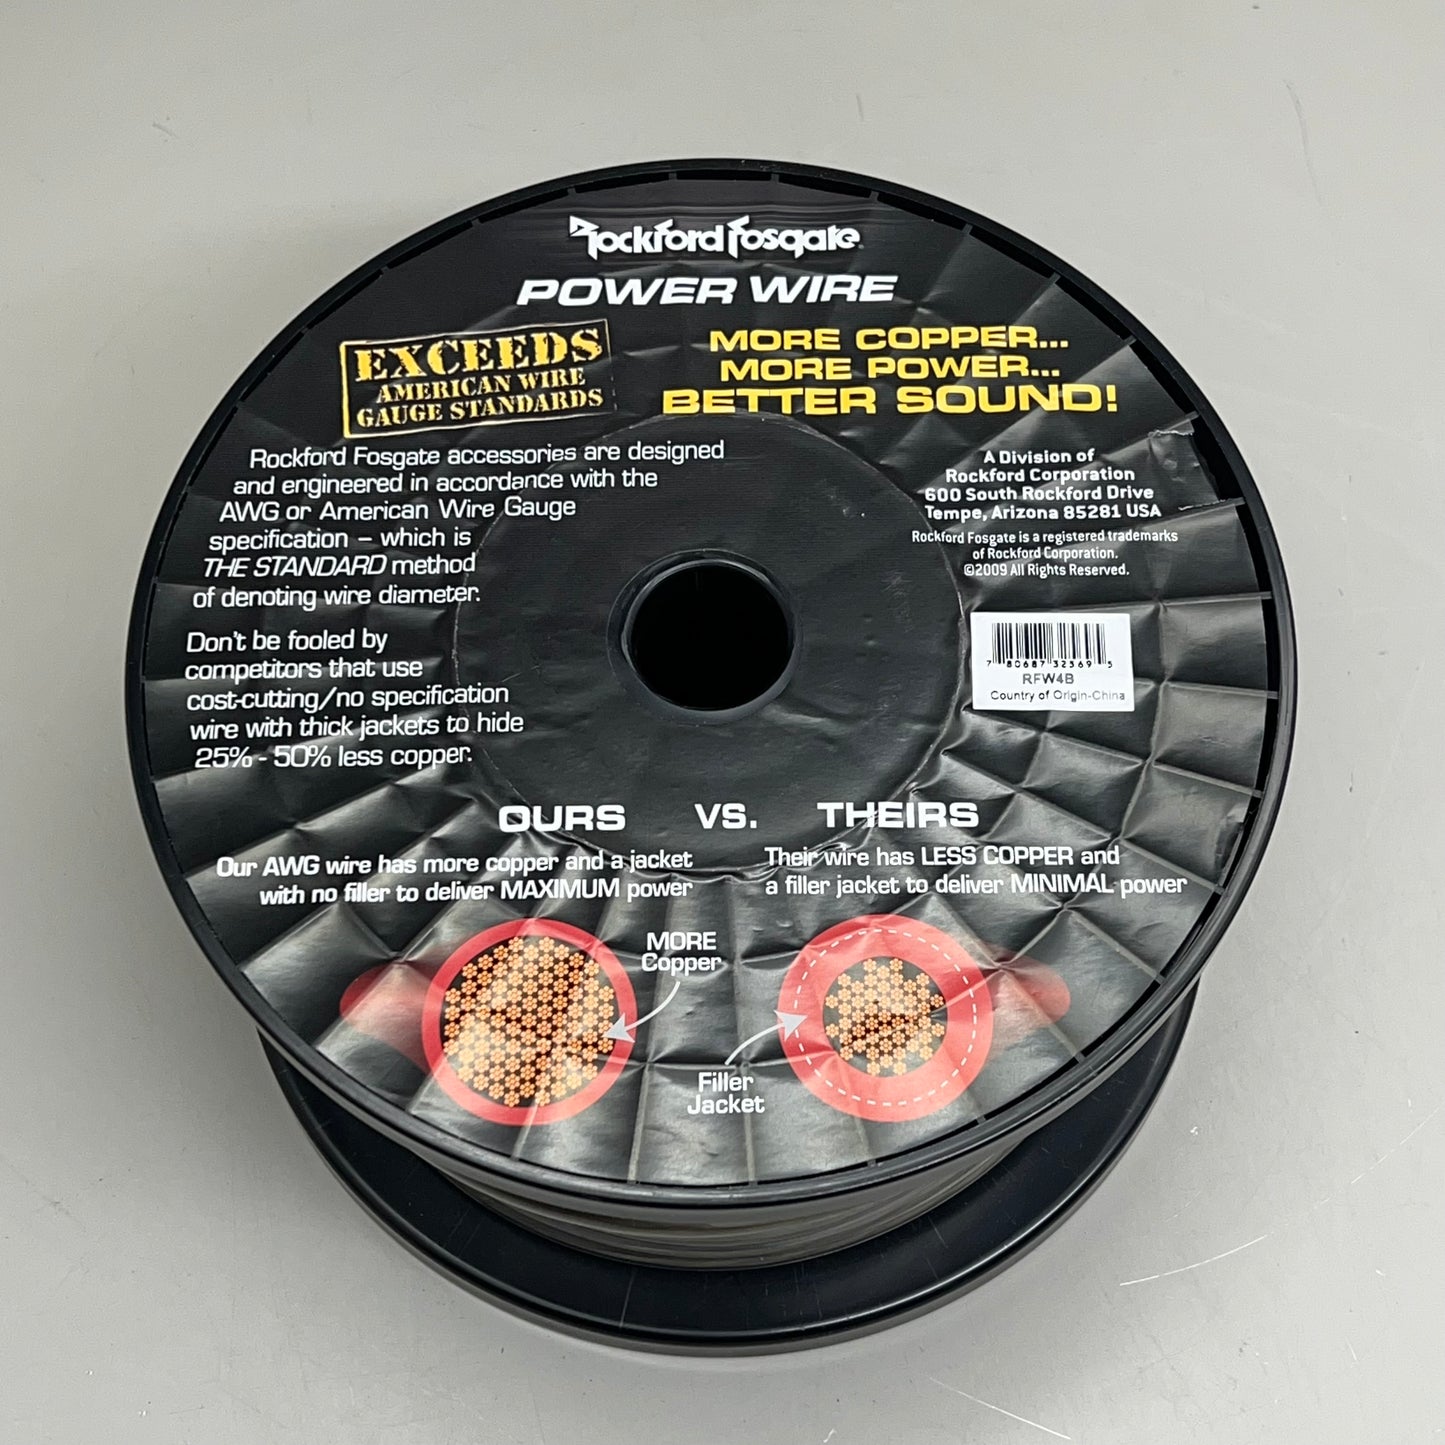 Rockford Fosgate
POWER WIRE
EXCEEDS
AMERICAN WIRE
GAUGE STANDARDS
MORE COPPER...
MORE POWER...
BETTER SOUND!
Rockford Fosgate accessories are designed
and engineered in accordance with the
AWG or American Wire Gauge
specification – which is
THE STANDARD method
of denoting wire diameter.
Don't be fooled by
competitors that use
cost-cutting/no specification
wire with thick jackets to hide
25% - 50% less copper.
A Division of
Rockford Corporation
600 South Rockford Drive
Tempe, Arizona 85281 USA
Rockford Fosgate is a registered trademarks
of Rockford Corporation.
©2009 All Rights Reserved.
7 80687 32369 5
RFW4B
Country of Origin-China
OURS VS. THEIRS
Our AWG wire has more copper and a jacket
with no filler to deliver MAXIMUM power
Their wire has LESS COPPER and
a filler jacket to deliver MINIMAL power
MORE
Copper
Filler
Jacket